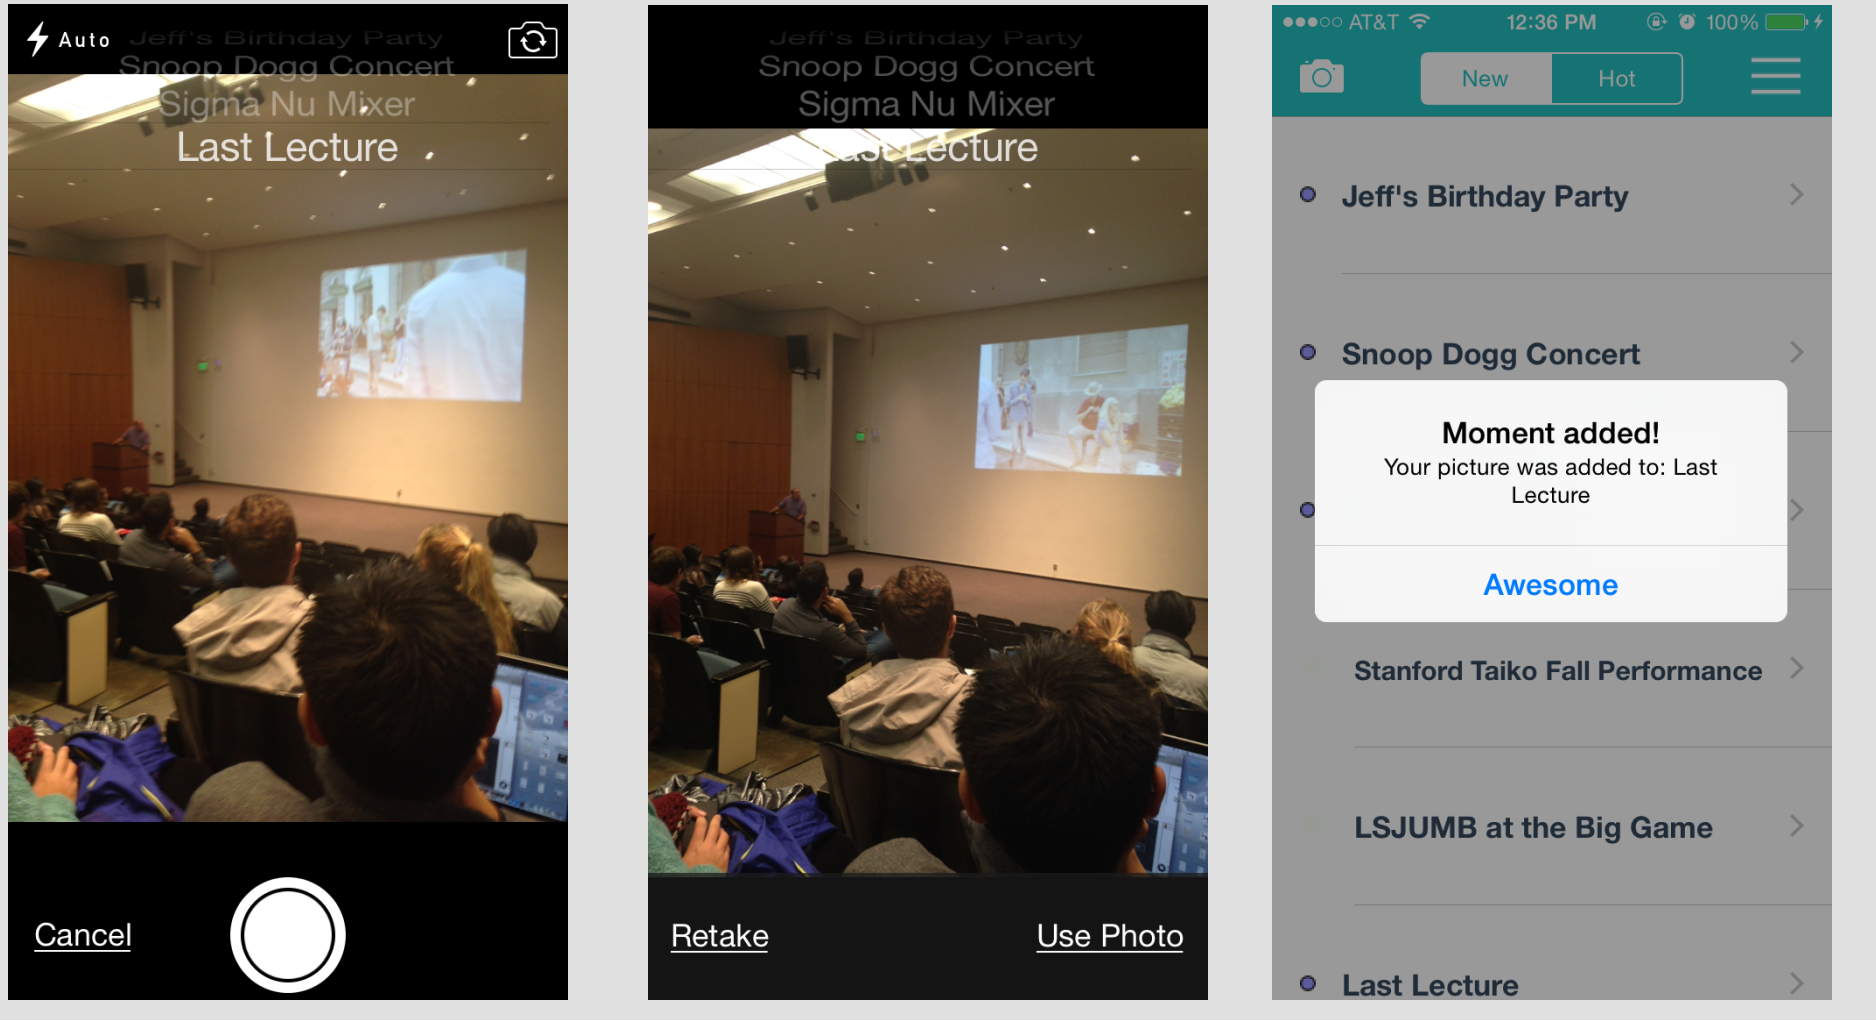 Auto
Jeff's Birthday Party
Snoop Dogg Concert
Sigma Nu Mixer
Last Lecture
Cancel
Jeff's Birthday Party
Snoop Dogg Concert
Sigma Nu Mixer
Last Lecture
Retake
Use Photo
AT&T 12:36 PM 100%
New
Hot
Jeff's Birthday Party
Snoop Dogg Concert
Moment added!
Your picture was added to: Last
Lecture
Awesome
Stanford Taiko Fall Performance
LSJUMB at the Big Game
Last Lecture